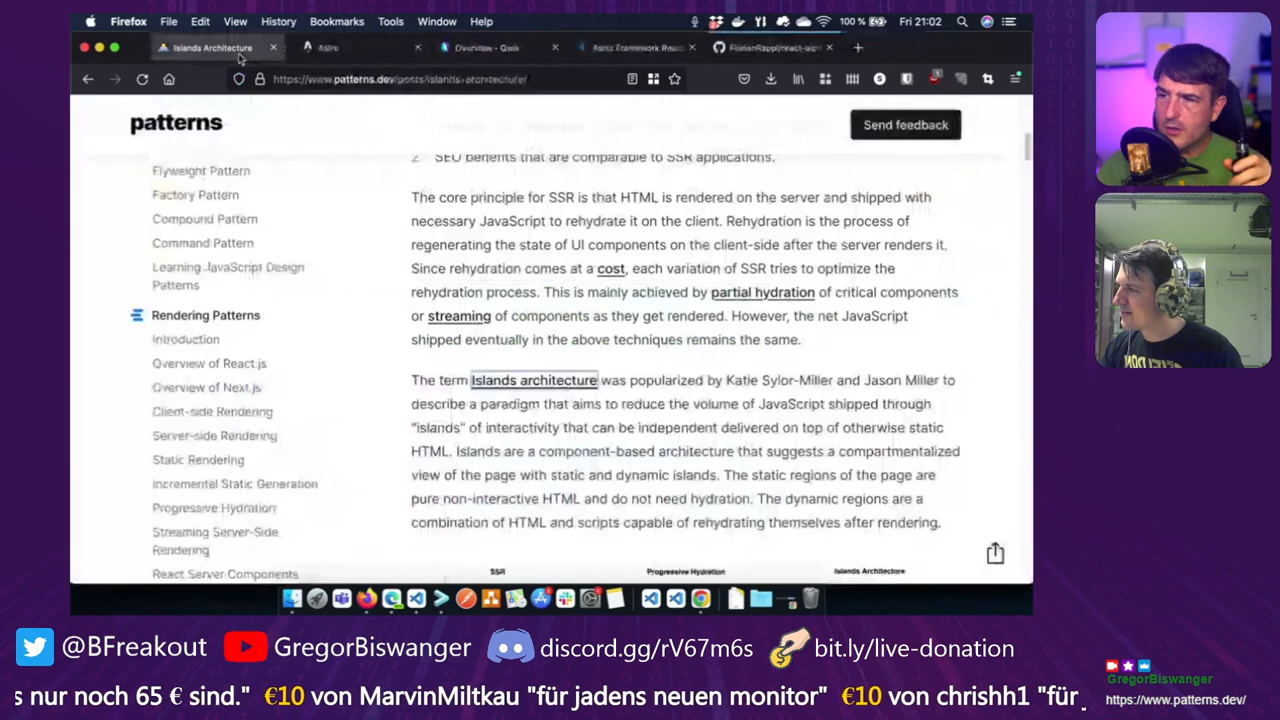 Firefox File Edit View History Bookmarks Tools Window Help 100 % Fri 21:02
Islands Architecture Astro Overview - Qwik
https://www.patterns.dev/posts/islands-architecture/
patterns
Send feedback
2. SEO benefits that are comparable to SSR applications.
Flyweight Pattern
Factory Pattern
Compound Pattern
Command Pattern
Learning JavaScript Design
Patterns
Rendering Patterns
Introduction
Overview of React.js
Overview of Next.js
Client-side Rendering
Server-side Rendering
Static Rendering
Incremental Static Generation
Progressive Hydration
Streaming Server-Side
Rendering
React Server Components
The core principle for SSR is that HTML is rendered on the server and shipped with
necessary JavaScript to rehydrate it on the client. Rehydration is the process of
regenerating the state of UI components on the client-side after the server renders it.
Since rehydration comes at a cost, each variation of SSR tries to optimize the
rehydration process. This is mainly achieved by partial hydration of critical components
or streaming of components as they get rendered. However, the net JavaScript
shipped eventually in the above techniques remains the same.
The term Islands architecture was popularized by Katie Sylor-Miller and Jason Miller to
describe a paradigm that aims to reduce the volume of JavaScript shipped through
“islands” of interactivity that can be independent delivered on top of otherwise static
HTML. Islands are a component-based architecture that suggests a compartmentalized
view of the page with static and dynamic islands. The static regions of the page are
pure non-interactive HTML and do not need hydration. The dynamic regions are a
combination of HTML and scripts capable of rehydrating themselves after rendering.
SSR Progressive Hydration Islands Architecture
@BFreakout GregorBiswanger discord.gg/rV67m6s bit.ly/live-donation
GregorBiswanger
https://www.patterns.dev/
s nur noch 65 € sind." €10 von MarvinMiltkau "für jadens neuen monitor" €10 von chrishh1 "für